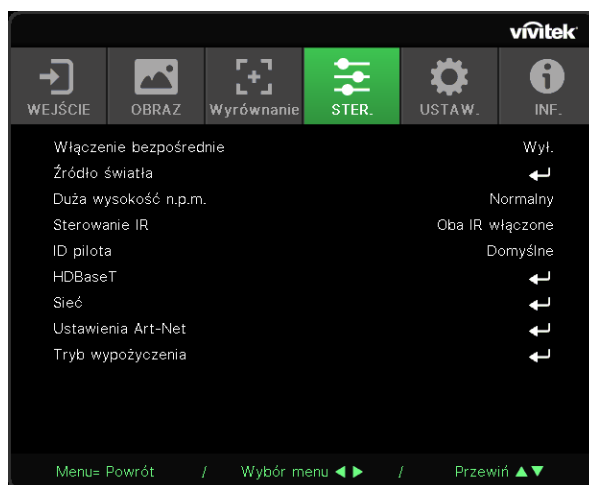 vivitek
WEJŚCIE OBRAZ Wyrównanie STER. USTAW. INF.
Włączenie bezpośrednie Wył.
Źródło światła
Duża wysokość n.p.m. Normalny
Sterowanie IR Oba IR włączone
ID pilota Domyślne
HDBaseT
Sieć
Ustawienia Art-Net
Tryb wypożyczenia
Menu= Powrót / Wybór menu ◀ ▶ / Przewiń ▲▼